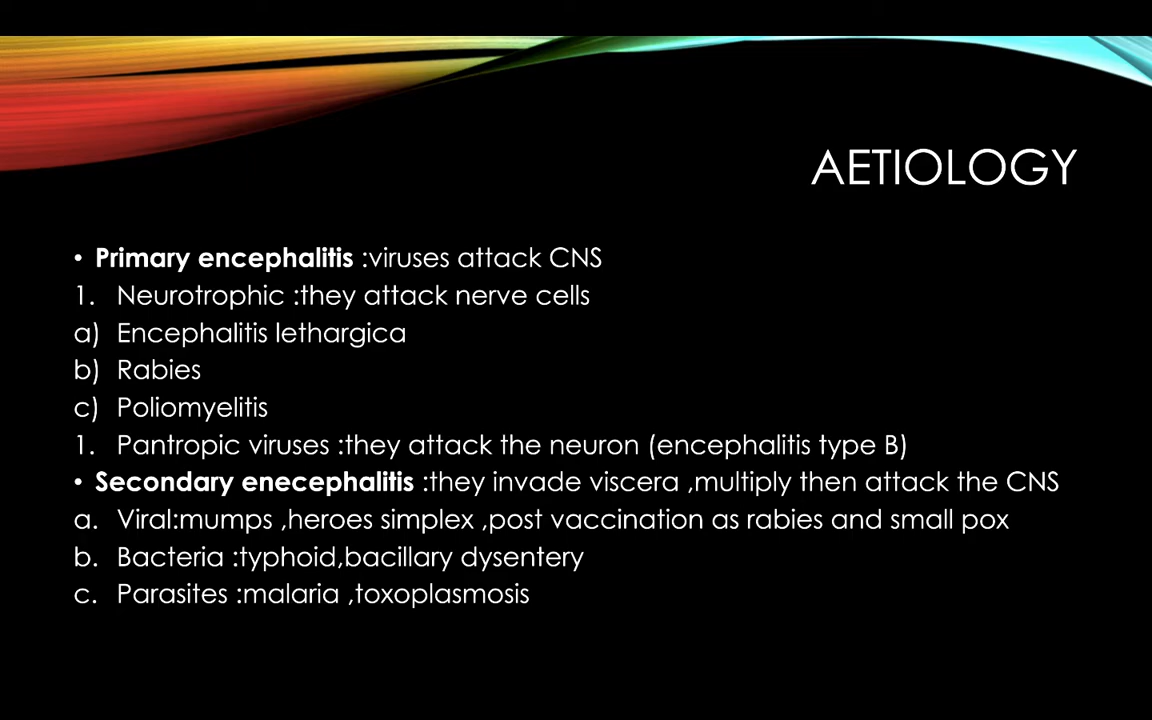 AETIOLOGY
• Primary encephalitis :viruses attack CNS
1. Neurotrophic :they attack nerve cells
a) Encephalitis lethargica
b) Rabies
c) Poliomyelitis
1. Pantropic viruses :they attack the neuron (encephalitis type B)
• Secondary enecephalitis :they invade viscera ,multiply then attack the CNS
a. Viral:mumps ,heroes simplex ,post vaccination as rabies and small pox
b. Bacteria :typhoid,bacillary dysentery
c. Parasites :malaria ,toxoplasmosis